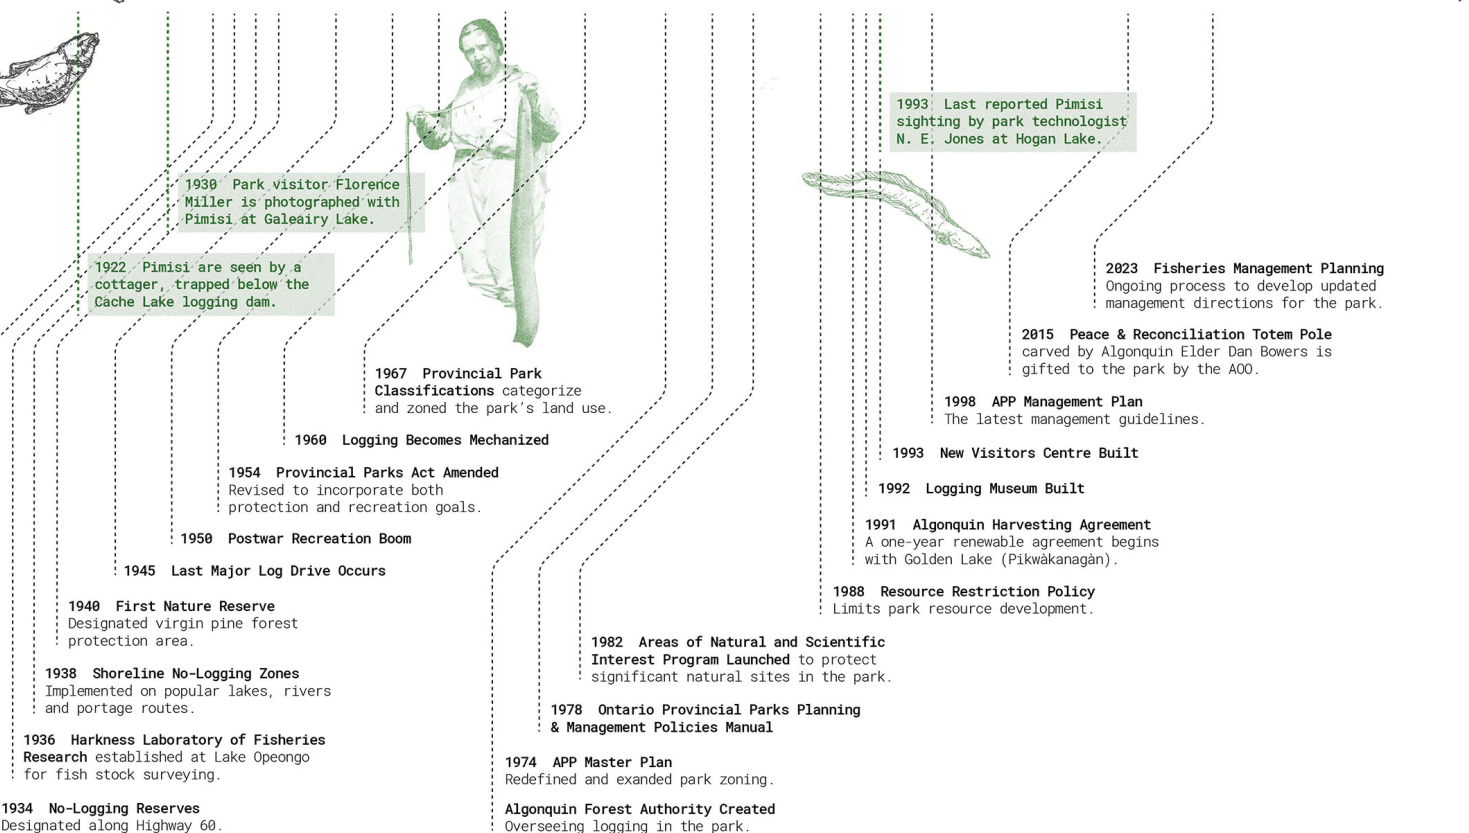 1993  Last reported Pimisi
sighting by park technologist
N. E. Jones at Hogan Lake.
1930  Park visitor Florence
Miller is photographed with
Pimisi at Galeairy Lake.
1922  Pimisi are seen by a
cottager, trapped below the
Cache Lake logging dam.
2023  Fisheries Management Planning
Ongoing process to develop updated
management directions for the park.
2015  Peace & Reconciliation Totem Pole
carved by Algonquin Elder Dan Bowers is
gifted to the park by the AOO.
1998  APP Management Plan
The latest management guidelines.
1993  New Visitors Centre Built
1992  Logging Museum Built
1991  Algonquin Harvesting Agreement
A one-year renewable agreement begins
with Golden Lake (Pikwàkanagàn).
1988  Resource Restriction Policy
Limits park resource development.
1982  Areas of Natural and Scientific
Interest Program Launched to protect
significant natural sites in the park.
1978  Ontario Provincial Parks Planning
& Management Policies Manual
1974  APP Master Plan
Redefined and exanded park zoning.
Algonquin Forest Authority Created
Overseeing logging in the park.
1967  Provincial Park
Classifications categorize
and zoned the park's land use.
1960  Logging Becomes Mechanized
1954  Provincial Parks Act Amended
Revised to incorporate both
protection and recreation goals.
1950  Postwar Recreation Boom
1945  Last Major Log Drive Occurs
1940  First Nature Reserve
Designated virgin pine forest
protection area.
1938  Shoreline No-Logging Zones
Implemented on popular lakes, rivers
and portage routes.
1936  Harkness Laboratory of Fisheries
Research established at Lake Opeongo
for fish stock surveying.
1934  No-Logging Reserves
Designated along Highway 60.